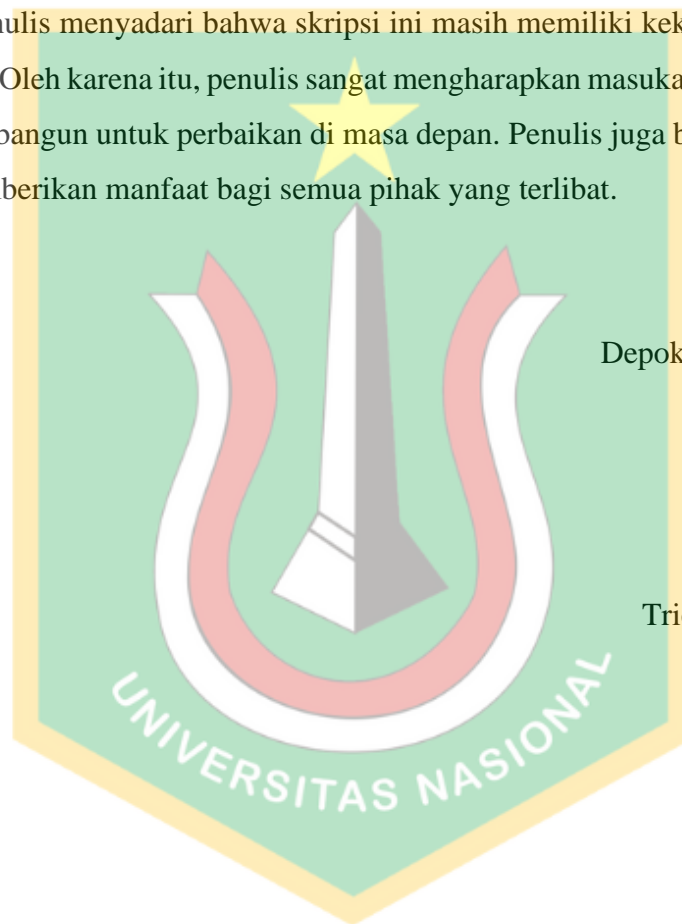 nulis menyadari bahwa skripsi ini masih memiliki kek
Oleh karena itu, penulis sangat mengharapkan masuka
bangun untuk perbaikan di masa depan. Penulis juga b
berikan manfaat bagi semua pihak yang terlibat.
Depok
Tri
UNIVERSITAS NASIONAL